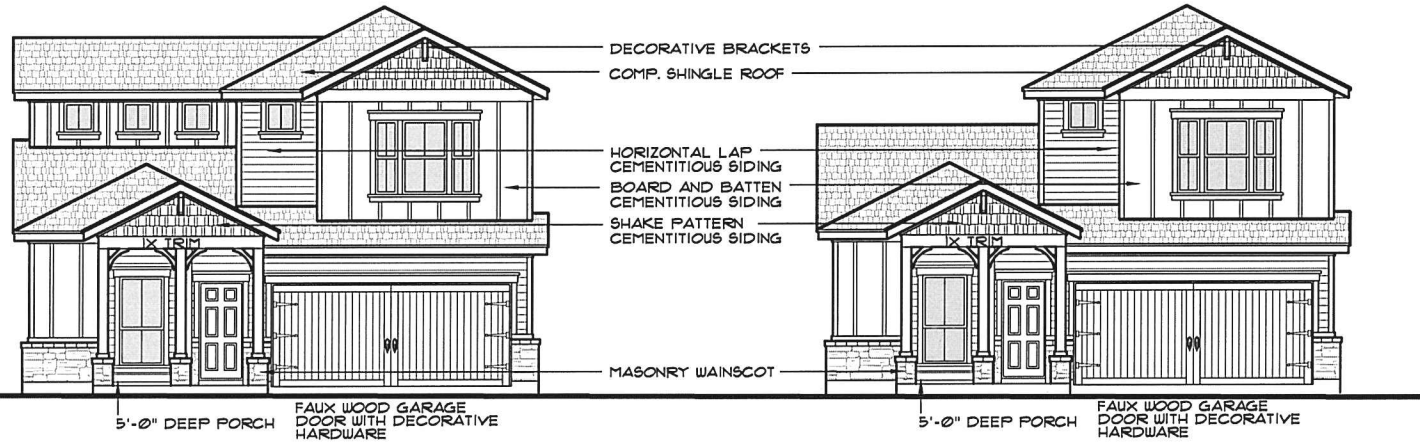 DECORATIVE BRACKETS
COMP. SHINGLE ROOF
HORIZONTAL LAP
CEMENTITIOUS SIDING
BOARD AND BATTEN
CEMENTITIOUS SIDING
SHAKE PATTERN
CEMENTITIOUS SIDING
1X TRIM
1X TRIM
MASONRY WAINSCOT
5'-0" DEEP PORCH
FAUX WOOD GARAGE
DOOR WITH DECORATIVE
HARDWARE
5'-0" DEEP PORCH
FAUX WOOD GARAGE
DOOR WITH DECORATIVE
HARDWARE